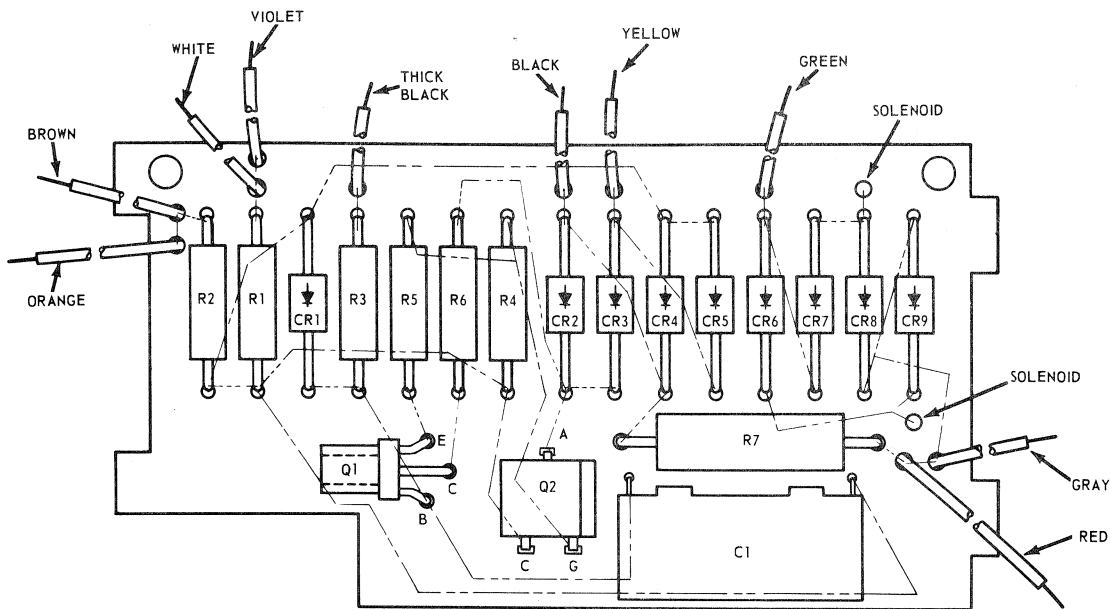 VIOLET
WHITE
THICK
BLACK
BLACK
YELLOW
GREEN
SOLENOID
BROWN
ORANGE
R2
R1
CR1
R3
R5
R6
R4
CR2
CR3
CR4
CR5
CR6
CR7
CR8
CR9
SOLENOID
R7
E
Q1
C
B
A
Q2
C
G
C1
GRAY
RED